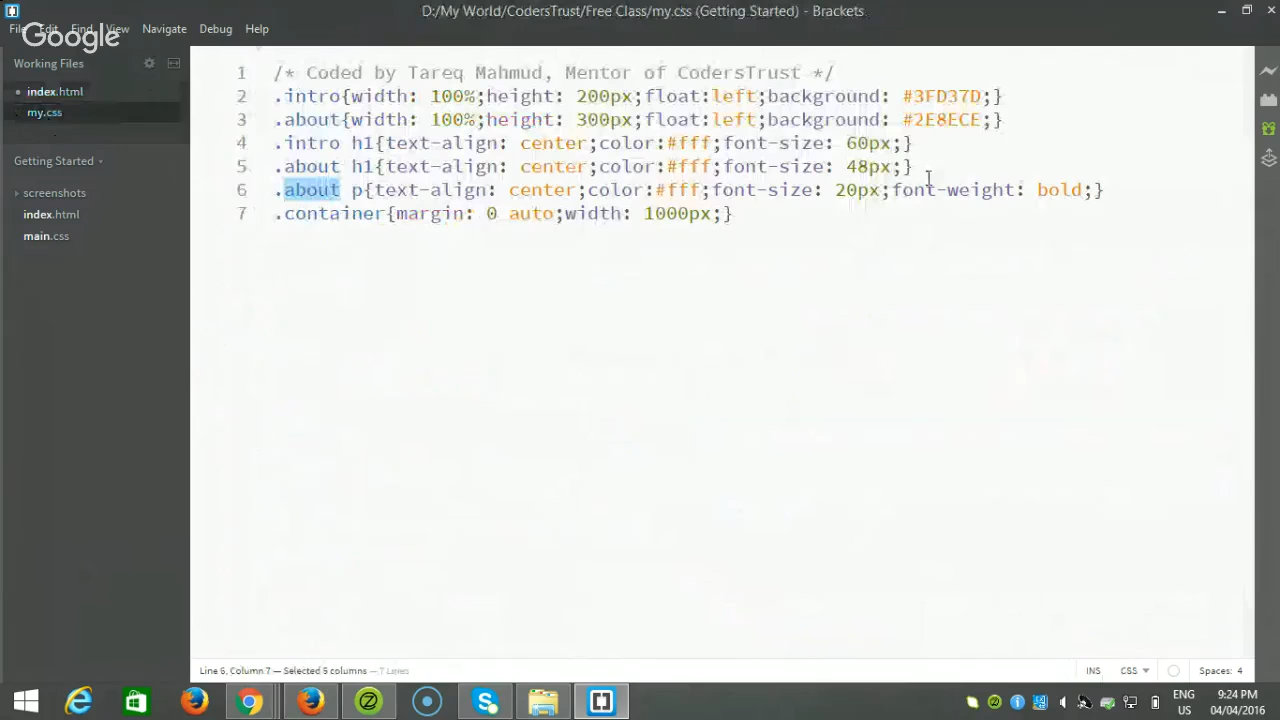 D:/My World/CodersTrust/Free Class/my.css (Getting Started) - Brackets
File Edit Find View Navigate Debug Help
Google
Working Files
index.html
my.css
Getting Started
screenshots
index.html
main.css
1 /* Coded by Tareq Mahmud, Mentor of CodersTrust */
2 .intro{width: 100%;height: 200px;float:left;background: #3FD37D;}
3 .about{width: 100%;height: 300px;float:left;background: #2E8ECE;}
4 .intro h1{text-align: center;color:#fff;font-size: 60px;}
5 .about h1{text-align: center;color:#fff;font-size: 48px;}
6 .about p{text-align: center;color:#fff;font-size: 20px;font-weight: bold;}
7 .container{margin: 0 auto;width: 1000px;}
Line 6, Column 7 — Selected 5 columns — 7 Lines
INS CSS Spaces: 4
ENG 9:24 PM
US 04/04/2016